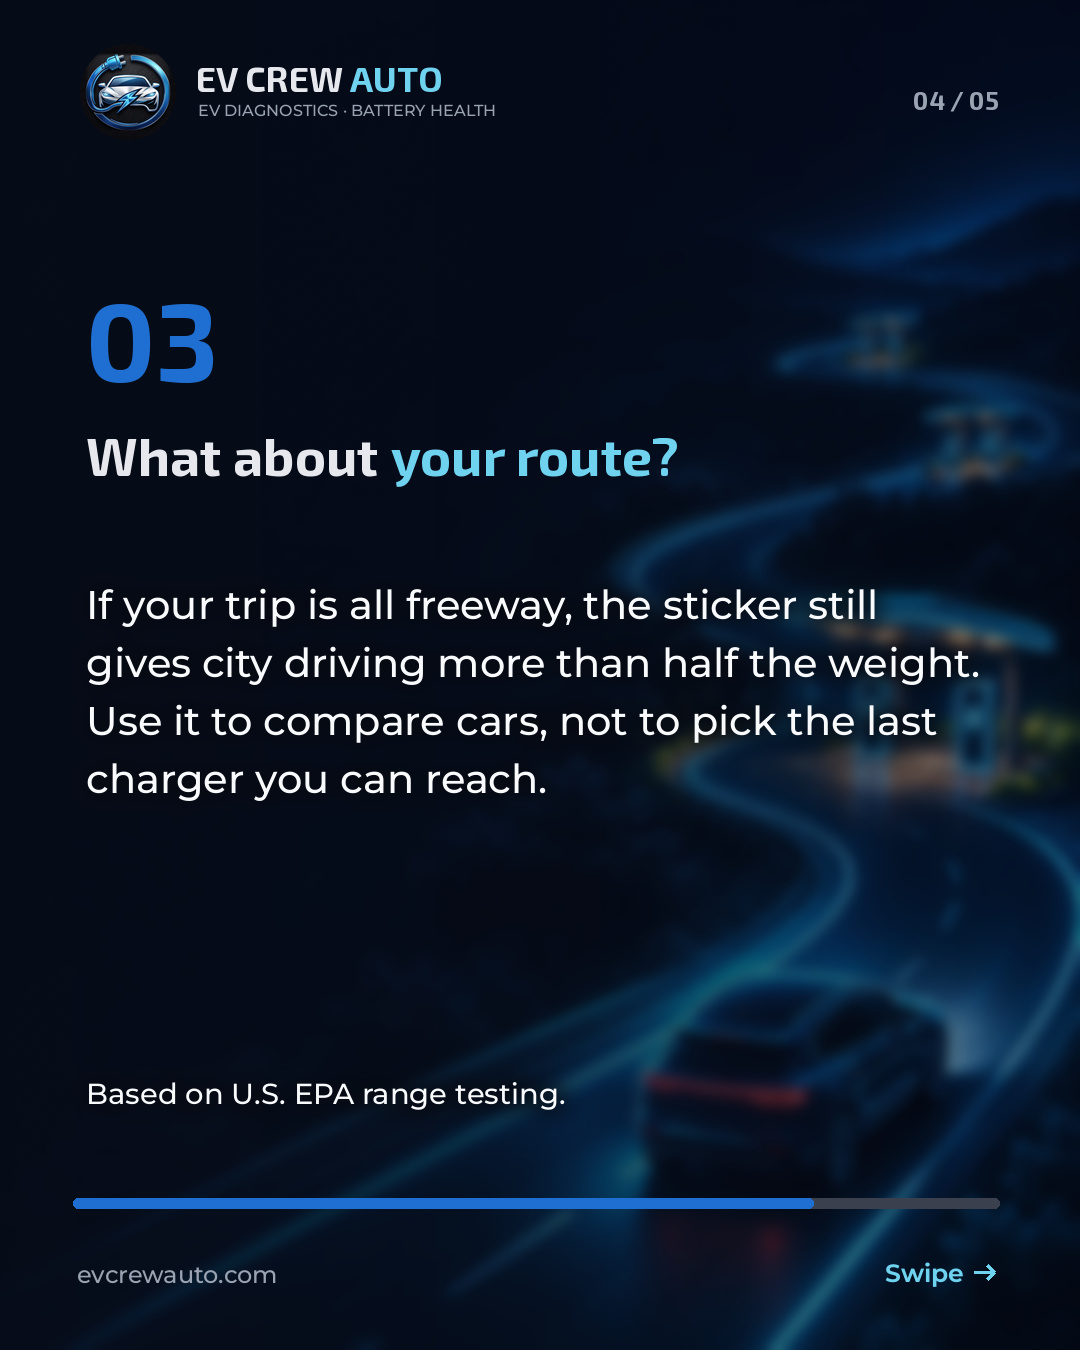 EV CREW AUTO
EV DIAGNOSTICS · BATTERY HEALTH
04 / 05
03
What about your route?
If your trip is all freeway, the sticker still
gives city driving more than half the weight.
Use it to compare cars, not to pick the last
charger you can reach.
Based on U.S. EPA range testing.
evcrewauto.com
Swipe →